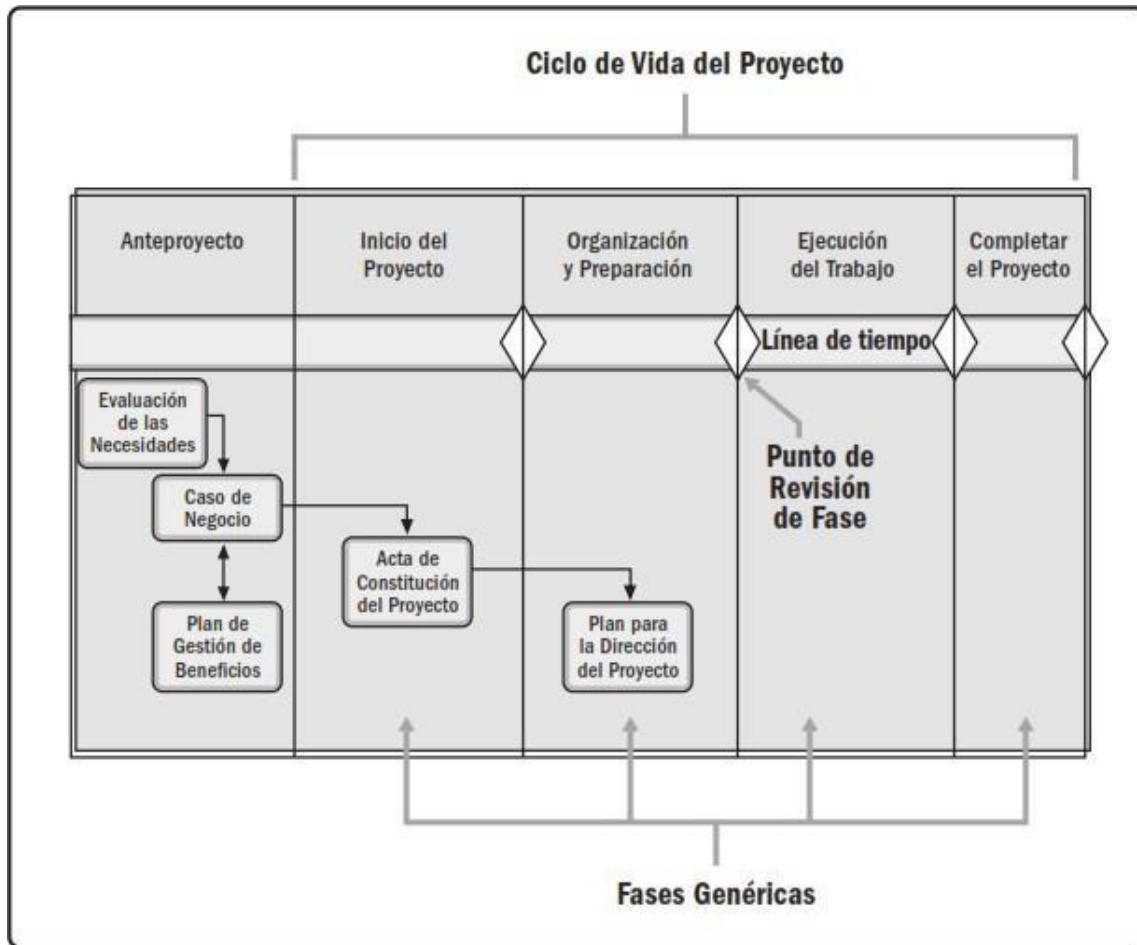 Ciclo de Vida del Proyecto
Anteproyecto
Inicio del
Proyecto
Organización
y Preparación
Ejecución
del Trabajo
Completar
el Proyecto
Línea de tiempo
Evaluación
de las
Necesidades
Caso de
Negocio
Plan de
Gestión de
Beneficios
Acta de
Constitución
del Proyecto
Plan para
la Dirección
del Proyecto
Punto de
Revisión
de Fase
Fases Genéricas